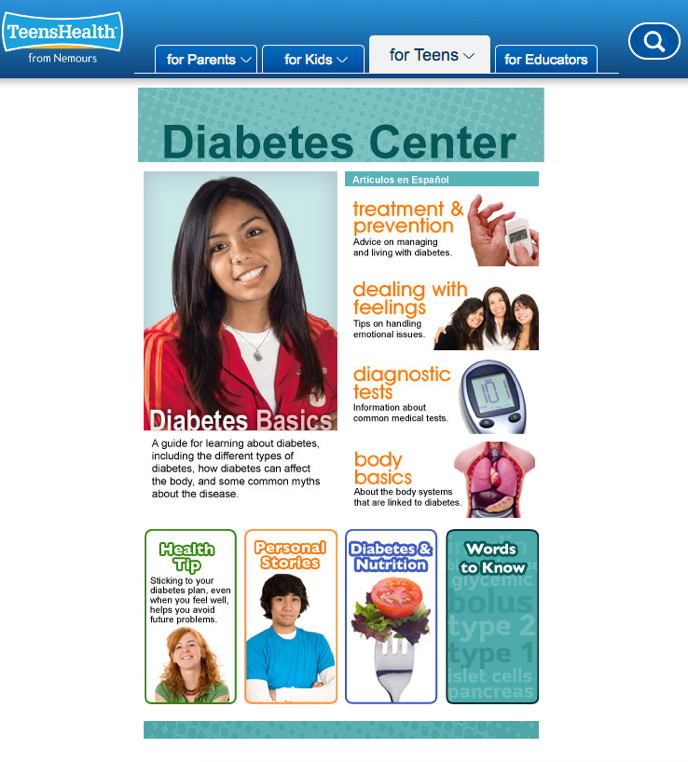 TeensHealth
from Nemours
for Parents
for Kids
for Teens
for Educators
Diabetes Center
Articulos en Español
treatment &
prevention
Advice on managing
and living with diabetes.
dealing with
feelings
Tips on handling
emotional issues.
diagnostic
tests
Information about
common medical tests.
101
body
basics
About the body systems
that are linked to diabetes.
Diabetes Basics
A guide for learning about diabetes,
including the different types of
diabetes, how diabetes can affect
the body, and some common myths
about the disease.
Health
Tip
Sticking to your
diabetes plan, even
when you feel well,
helps you avoid
future problems.
Personal
Stories
Diabetes &
Nutrition
Words
to Know
glycemic
bolus
type 2
type 1
islet cells
pancreas